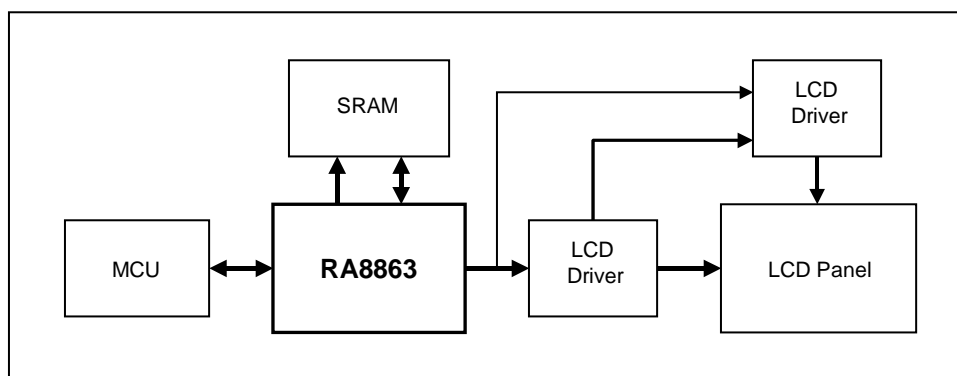 SRAM
LCD
Driver
MCU
RA8863
LCD
Driver
LCD Panel